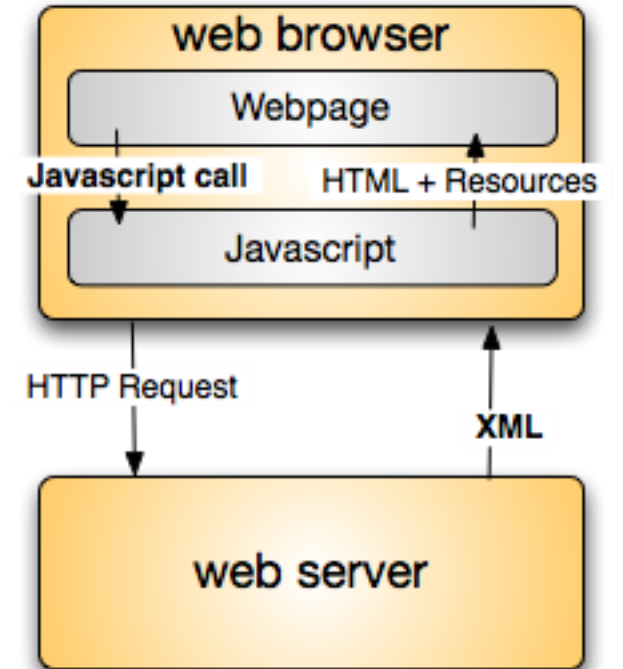 web browser
Webpage
Javascript call
HTML + Resources
Javascript
HTTP Request
XML
web server